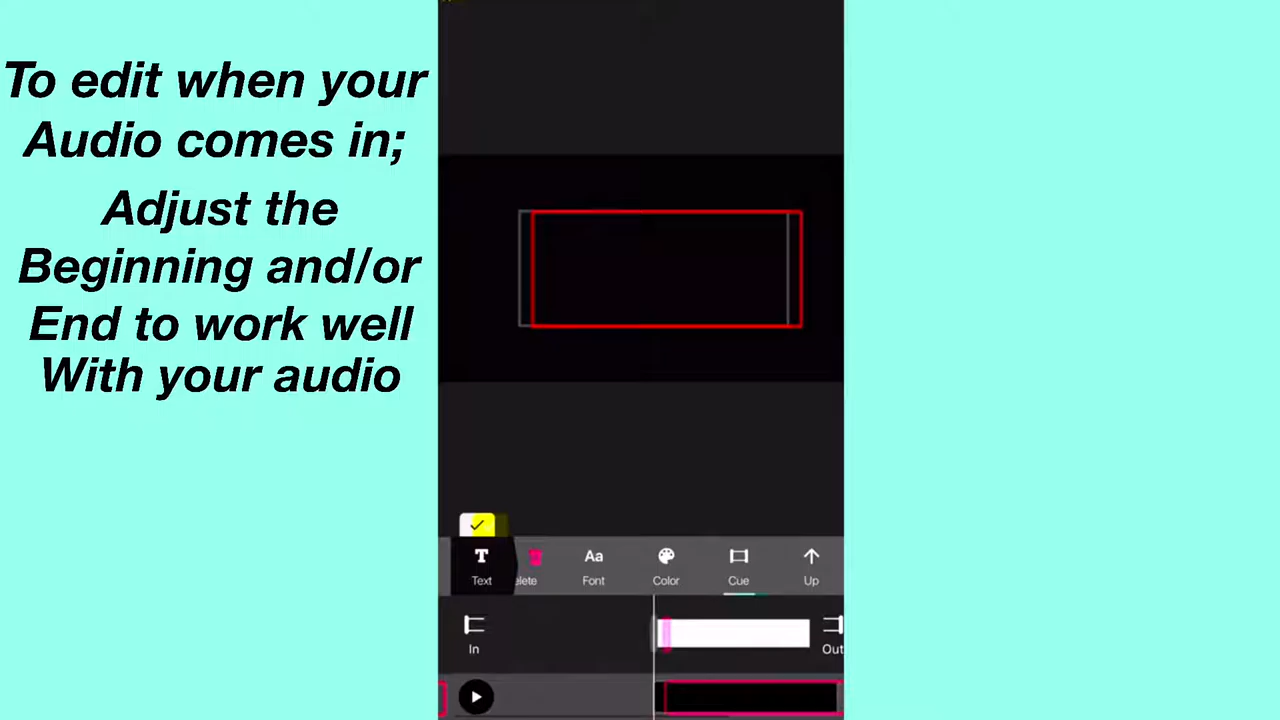 To edit when your
Audio comes in;
Adjust the
Beginning and/or
End to work well
With your audio
Text
elete
Font
Color
Cue
Up
In
Out